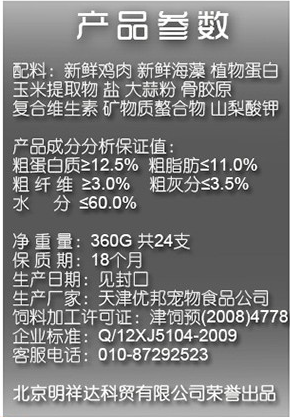 产品参数
配料：新鲜鸡肉 新鲜海藻 植物蛋白
玉米提取物 盐 大蒜粉 骨胶原
复合维生素 矿物质螯合物 山梨酸钾
产品成分分析保证值：
粗蛋白质≥12.5% 粗脂肪≤11.0%
粗 纤 维 ≥3.0% 粗灰分≤3.5%
水 分 ≤60.0%
净 重 量：360G 共24支
保 质 期：18个月
生产日期：见封口
生产厂家：天津优邦宠物食品公司
饲料加工许可证：津饲预(2008)4778
企业标准：Q/12XJ5104-2009
客服电话：010-87292523
北京明祥达科贸有限公司荣誉出品